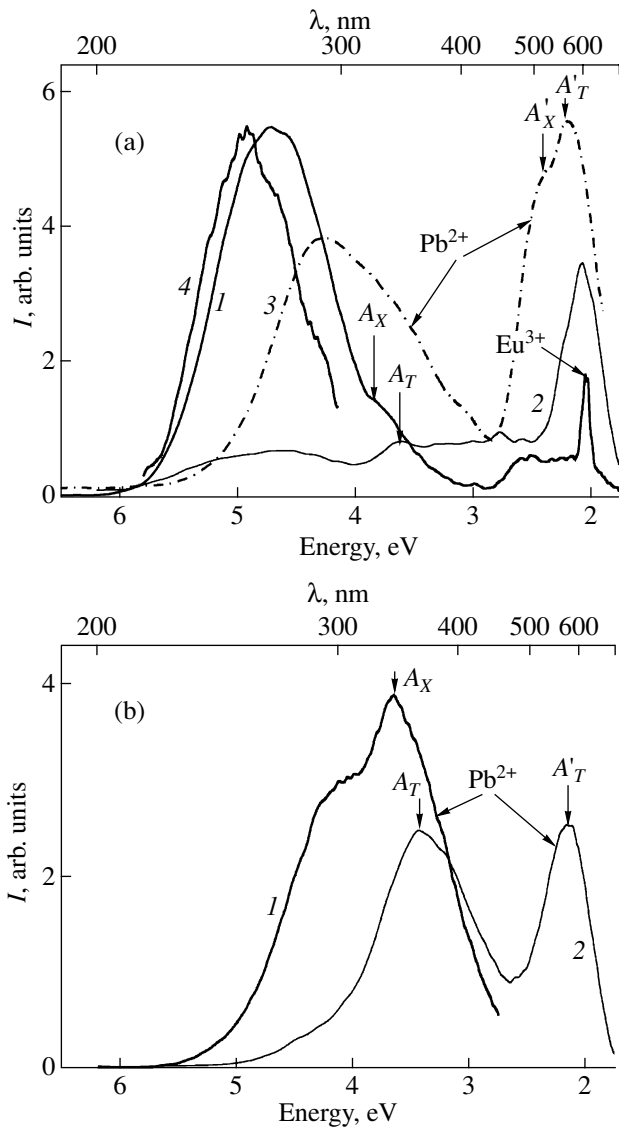 λ, nm
200 300 400 500 600
6
4
2
0
I, arb. units
(a)
A'X
A'T
Pb2+
4
1
3
AX
AT
Eu3+
2
6 5 4 3 2
Energy, eV
λ, nm
200 300 400 500 600
4
2
0
I, arb. units
(b)
AX
AT
Pb2+
A'T
1
2
6 5 4 3 2
Energy, eV